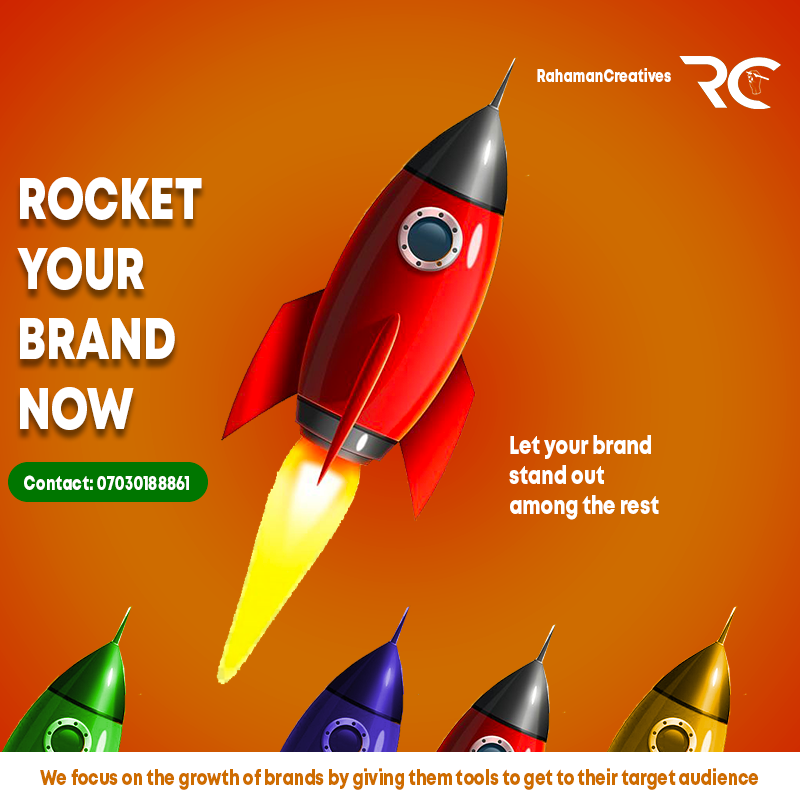 RahamanCreatives
RC
ROCKET
YOUR
BRAND
NOW
Contact: 07030188861
Let your brand
stand out
among the rest
We focus on the growth of brands by giving them tools to get to their target audience